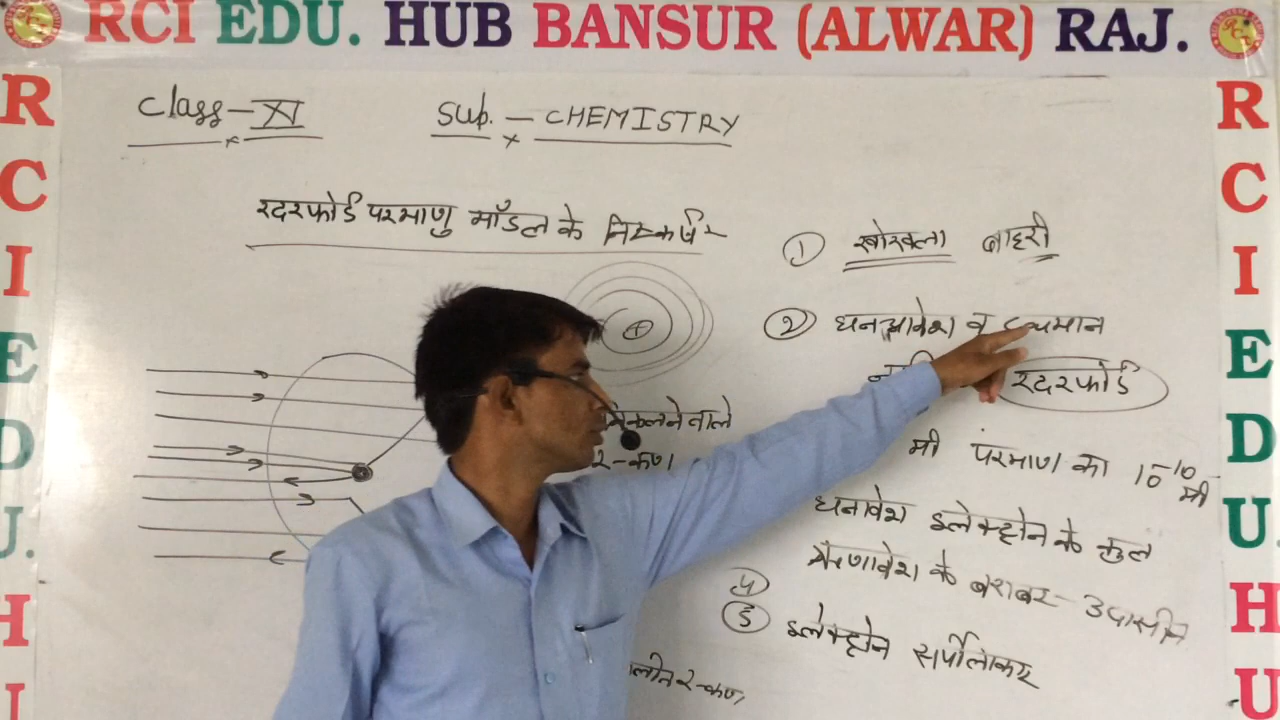 RCI EDU. HUB BANSUR (ALWAR) RAJ.
Class - XI
Sub. - CHEMISTRY
रदरफोर्ड परमाणु मॉडल के निष्कर्ष -
① खोखला बाहरी
② धनआवेश व द्रव्यमान
रदरफोर्ड
निकलने वाले
कण
मी परमाणु का 10⁻¹⁰ मी
धनावेश इलेक्ट्रोन के कुल
ऋणावेश के बराबर - उदासीन
④
⑤ इलेक्ट्रोन सर्पीलाकार
कण
R
C
I
E
D
U.
H
I
R
C
I
E
D
U.
H
U